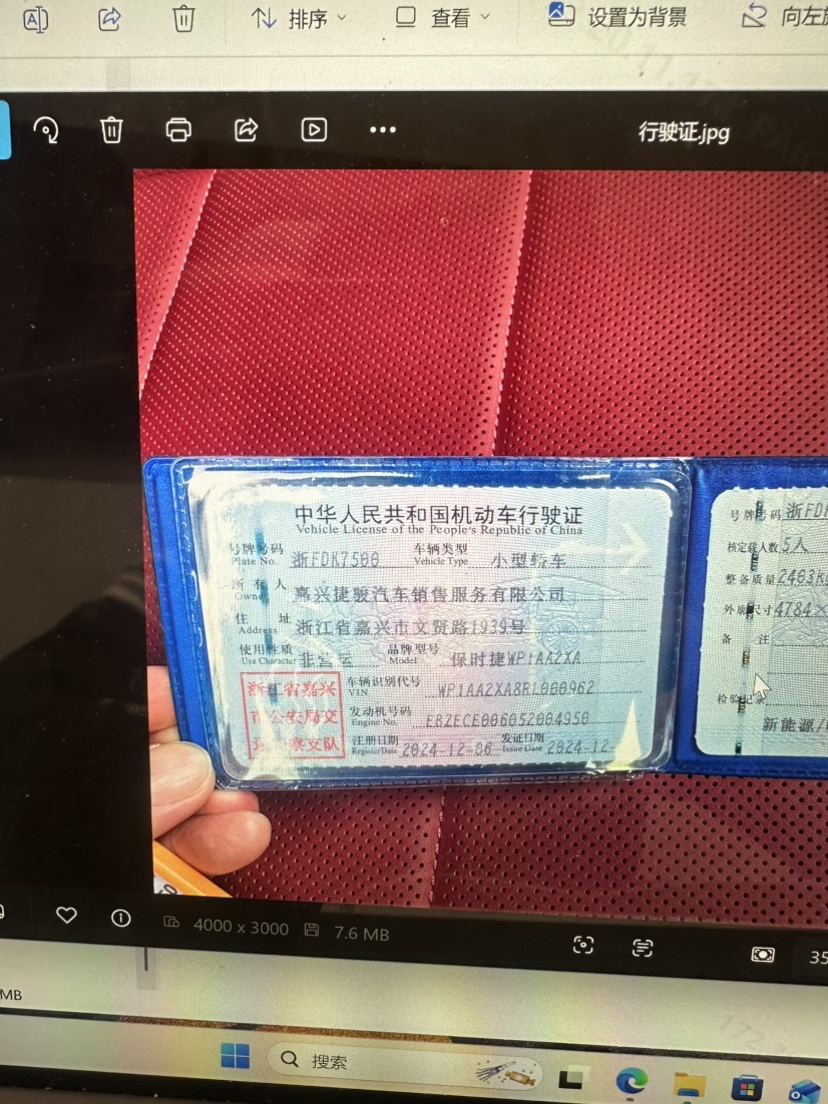 排序
查看
设置为背景
向左
行驶证.jpg
中华人民共和国机动车行驶证
Vehicle License of the People's Republic of China
号牌号码 浙FDK7500 车辆类型 小型轿车
Plate No. Vehicle Type
所有人 嘉兴捷骏汽车销售服务有限公司
Owner
住址 浙江省嘉兴市文贤路1939号
Address
使用性质 非营运 品牌型号 保时捷WP1AA2XA
Use Character Model
浙江省嘉兴
市公安局交
警察支队
车辆识别代号 WP1AA2XA8RL000962
VIN
发动机号码
Engine No.
注册日期 2024-12-06 发证日期 2024-12-
Register Date Issue Date
号牌号码 浙FD
核定载人数 5人
整备质量 2403k
外廓尺寸 4784×
备注
检验记录
新能源/
4000 x 3000 7.6 MB
35
MB
搜索